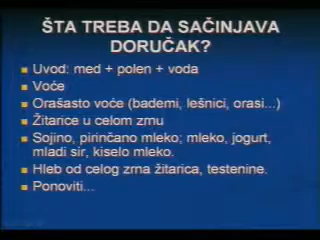 ŠTA TREBA DA SAČINJAVA
DORUČAK?
Uvod: med + polen + voda
Voće
Orašasto voće (bademi, lešnici, orasi...)
Žitarice u celom zrnu
Sojino, pirinčano mleko; mleko, jogurt,
mladi sir, kiselo mleko.
Hleb od celog zrna žitarica, testenine.
Ponoviti...